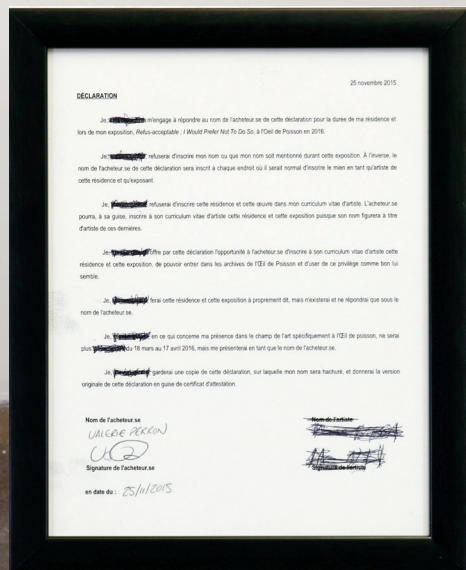 25 novembre 2015
DÉCLARATION
Je, m'engage à répondre au nom de l'acheteur.se de cette déclaration pour la durée de ma résidence et
lors de mon exposition, Refus-acceptable ; I Would Prefer Not To Do So, à l'Oeil de Poisson en 2016.
Je, refuserai d'inscrire mon nom ou que mon nom soit mentionné durant cette exposition. À l'inverse, le
nom de l'acheteur.se de cette déclaration sera inscrit à chaque endroit où il serait normal d'inscrire le mien en tant qu'artiste de
cette résidence et qu'exposant.
Je, refuserai d'inscrire cette résidence et cette œuvre dans mon curriculum vitae d'artiste. L'acheteur.se
pourra, à sa guise, inscrire à son curriculum vitae d'artiste cette résidence et cette exposition puisque son nom figurera à titre
d'artiste de ces dernières.
Je, offre par cette déclaration l'opportunité à l'acheteur.se d'inscrire à son curriculum vitae d'artiste cette
résidence et cette exposition, de pouvoir entrer dans les archives de l'Œil de Poisson et d'user de ce privilège comme bon lui
semble.
Je, ferai cette résidence et cette exposition à proprement dit, mais n'existerai et ne répondrai que sous le
nom de l'acheteur.se.
Je, en ce qui concerne ma présence dans le champ de l'art spécifiquement à l'Œil de poisson, ne serai
plus du 18 mars au 17 avril 2016, mais me présenterai en tant que le nom de l'acheteur.se.
Je, garderai une copie de cette déclaration, sur laquelle mon nom sera hachuré, et donnerai la version
originale de cette déclaration en guise de certificat d'attestation.
Nom de l'acheteur.se
VALERIE PERRON
Signature de l'acheteur.se
en date du : 25/11/2015
Nom de l'artiste
Signature de l'artiste